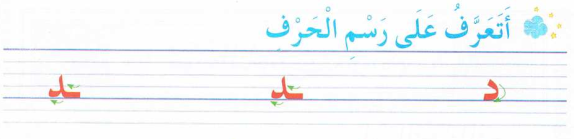 أَتَعَرَّفُ عَلَى رَسْمِ الْحَرْفِ
د ـد ـد